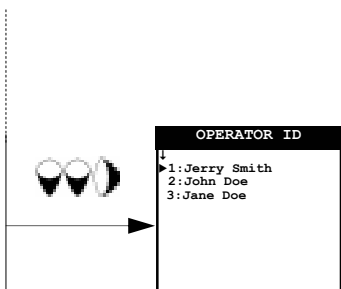 OPERATOR ID
↓
▶1:Jerry Smith
2:John Doe
3:Jane Doe